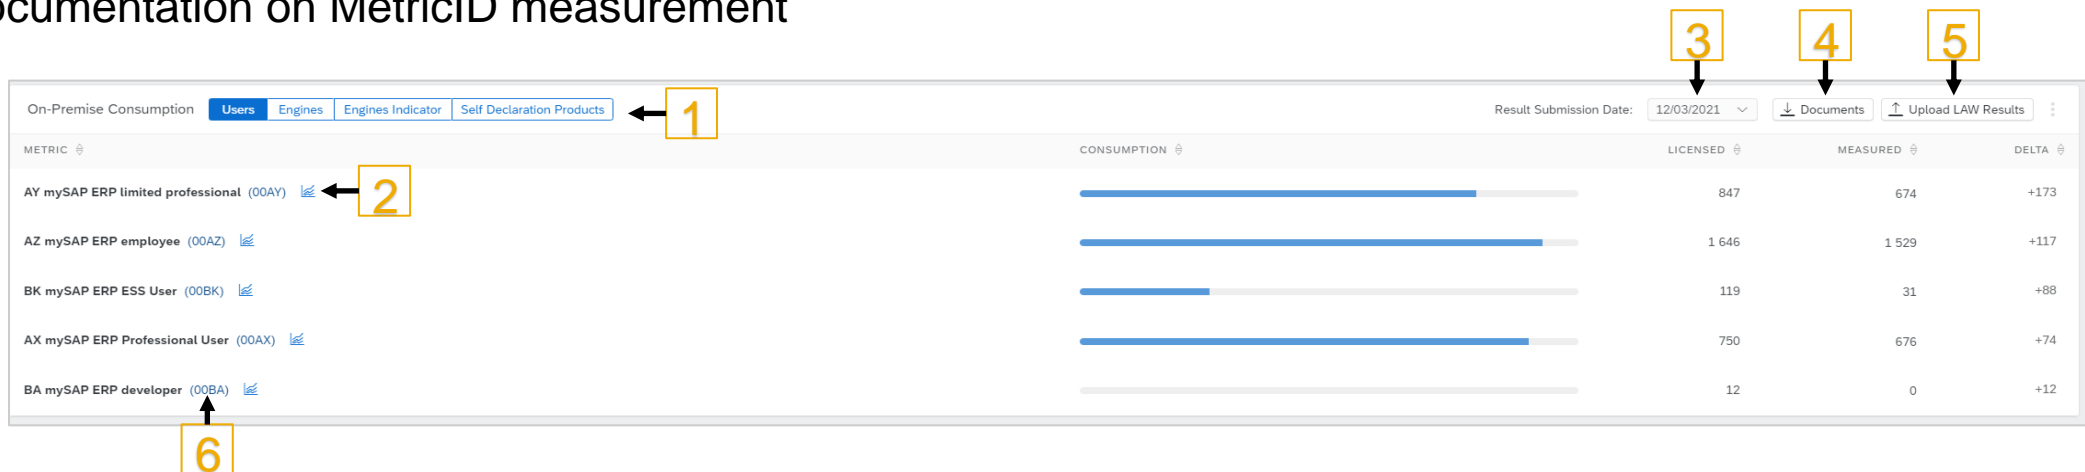 ocumentation on MetricID measurement
3 4 5
On-Premise Consumption Users Engines Engines Indicator Self Declaration Products 1 Result Submission Date: 12/03/2021 Documents Upload LAW Results
METRIC CONSUMPTION LICENSED MEASURED DELTA
AY mySAP ERP limited professional (00AY) 2 847 674 +173
AZ mySAP ERP employee (00AZ) 1 646 1 529 +117
BK mySAP ERP ESS User (00BK) 119 31 +88
AX mySAP ERP Professional User (00AX) 750 676 +74
BA mySAP ERP developer (00BA) 12 0 +12
6